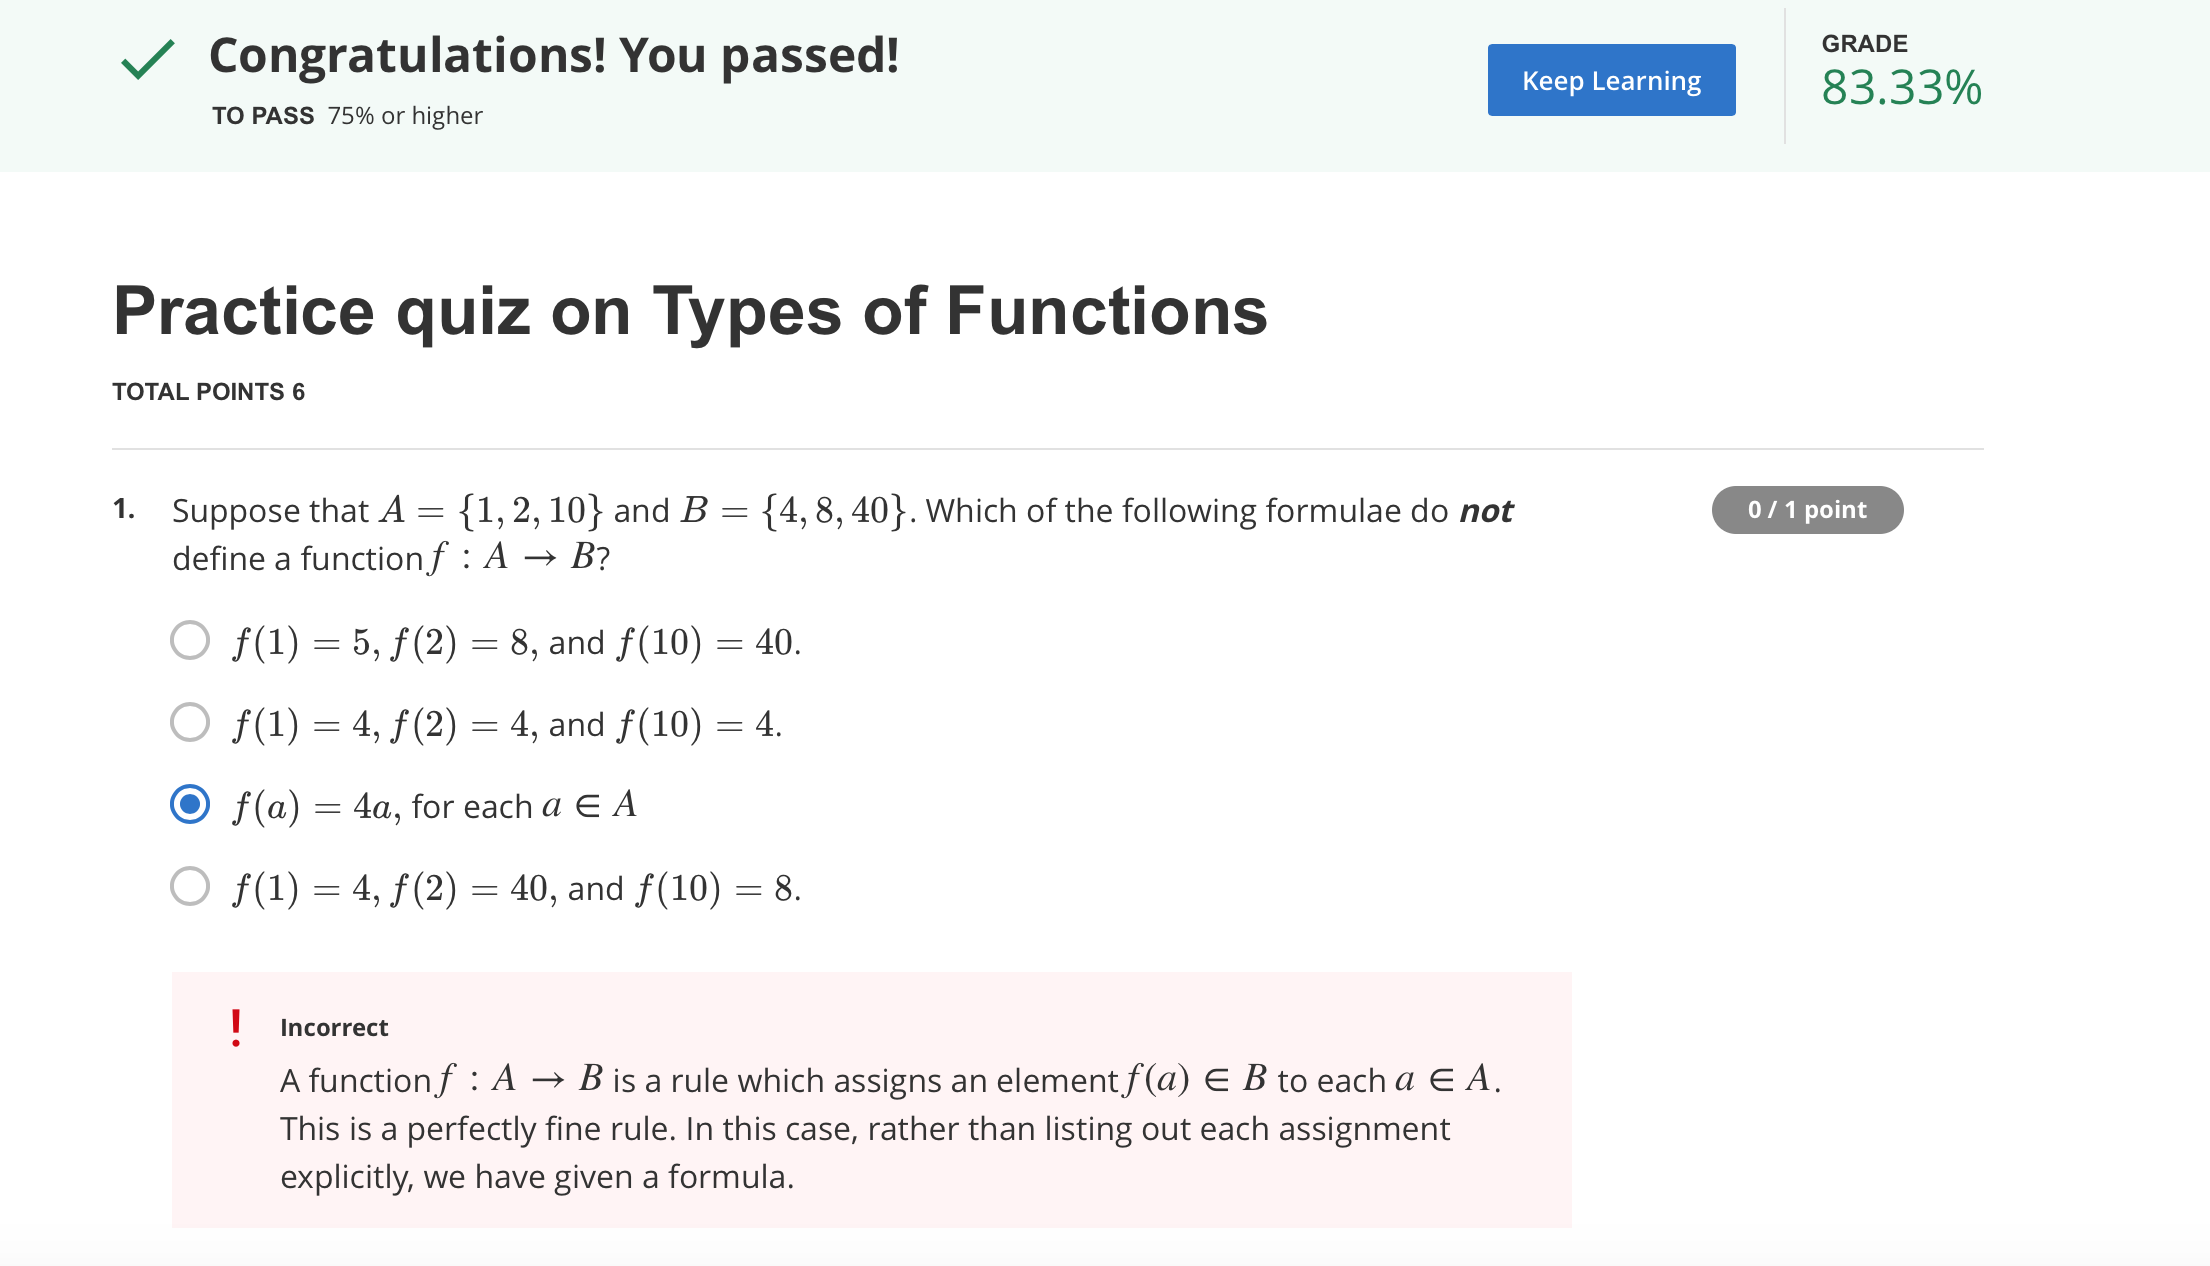 Congratulations! You passed!
TO PASS 75% or higher
Keep Learning
GRADE
83.33%
Practice quiz on Types of Functions
TOTAL POINTS 6
1. Suppose that A = {1, 2, 10} and B = {4, 8, 40}. Which of the following formulae do not
define a function f : A → B?
0 / 1 point
f(1) = 5, f(2) = 8, and f(10) = 40.
f(1) = 4, f(2) = 4, and f(10) = 4.
f(a) = 4a, for each a ∈ A
f(1) = 4, f(2) = 40, and f(10) = 8.
! Incorrect
A function f : A → B is a rule which assigns an element f(a) ∈ B to each a ∈ A.
This is a perfectly fine rule. In this case, rather than listing out each assignment
explicitly, we have given a formula.